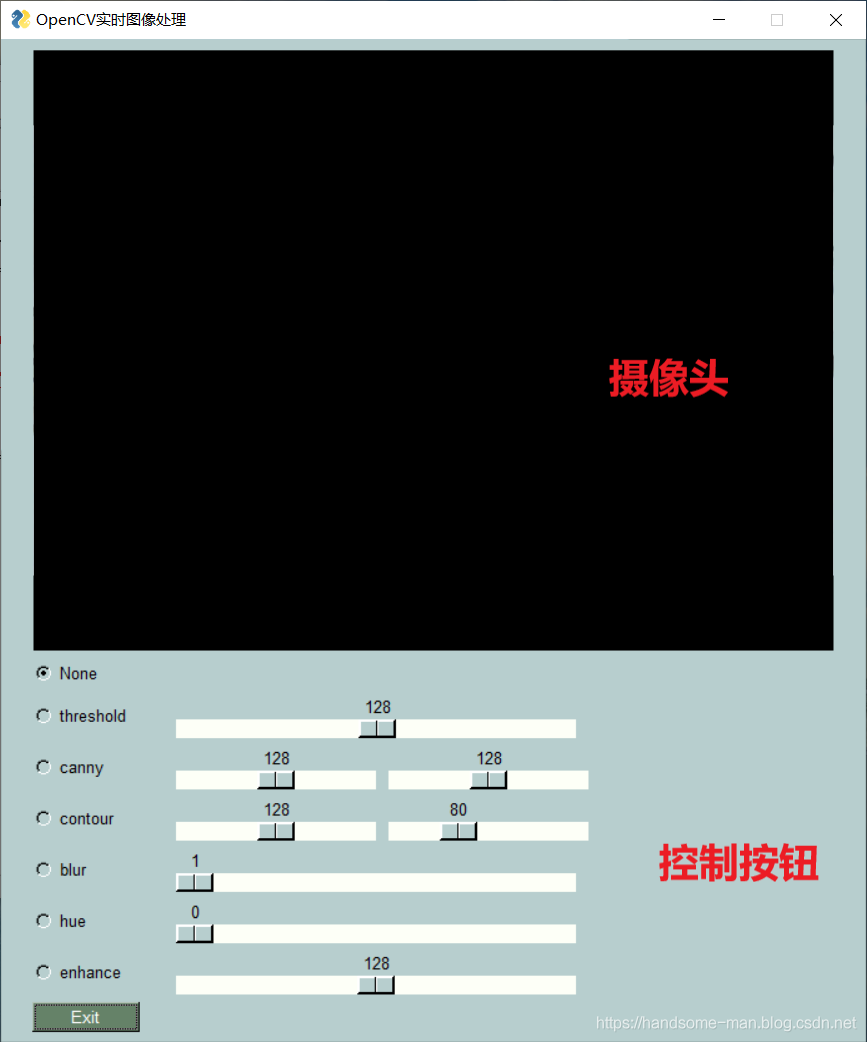 OpenCV实时图像处理
摄像头
None
128
threshold
128 128
canny
128 80
contour
1
blur
0
hue
128
enhance
控制按钮
Exit
https://handsome-man.blog.csdn.net